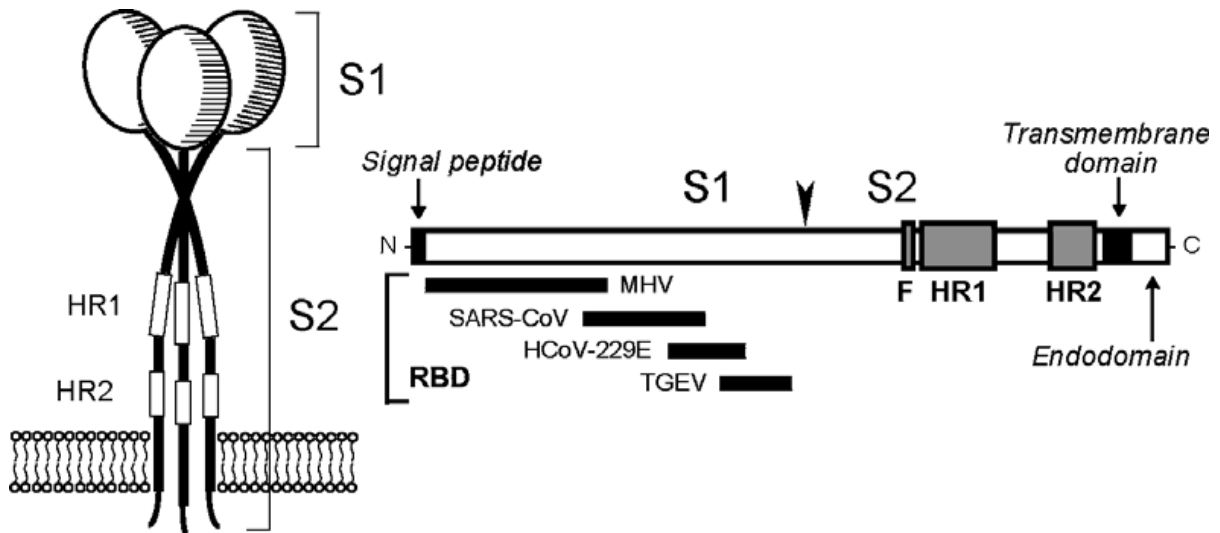 S1
HR1
S2
HR2
Signal peptide
Transmembrane
domain
S1
S2
N
C
F
HR1
HR2
MHV
SARS-CoV
HCoV-229E
RBD
TGEV
Endodomain